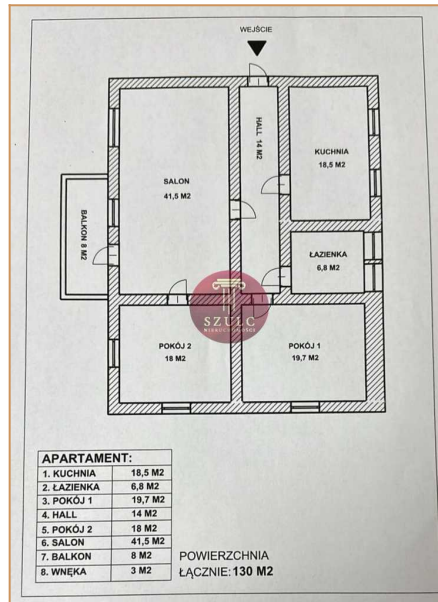 WEJŚCIE
HALL 14 M2
KUCHNIA
18,5 M2
SALON
41,5 M2
BALKON 8 M2
ŁAZIENKA
6,8 M2
SZULC
NIERUCHOMOŚCI
POKÓJ 2
18 M2
POKÓJ 1
19,7 M2
APARTAMENT:
1. KUCHNIA 18,5 M2
2. ŁAZIENKA 6,8 M2
3. POKÓJ 1 19,7 M2
4. HALL 14 M2
5. POKÓJ 2 18 M2
6. SALON 41,5 M2
7. BALKON 8 M2
8. WNĘKA 3 M2
POWIERZCHNIA
ŁĄCZNIE: 130 M2